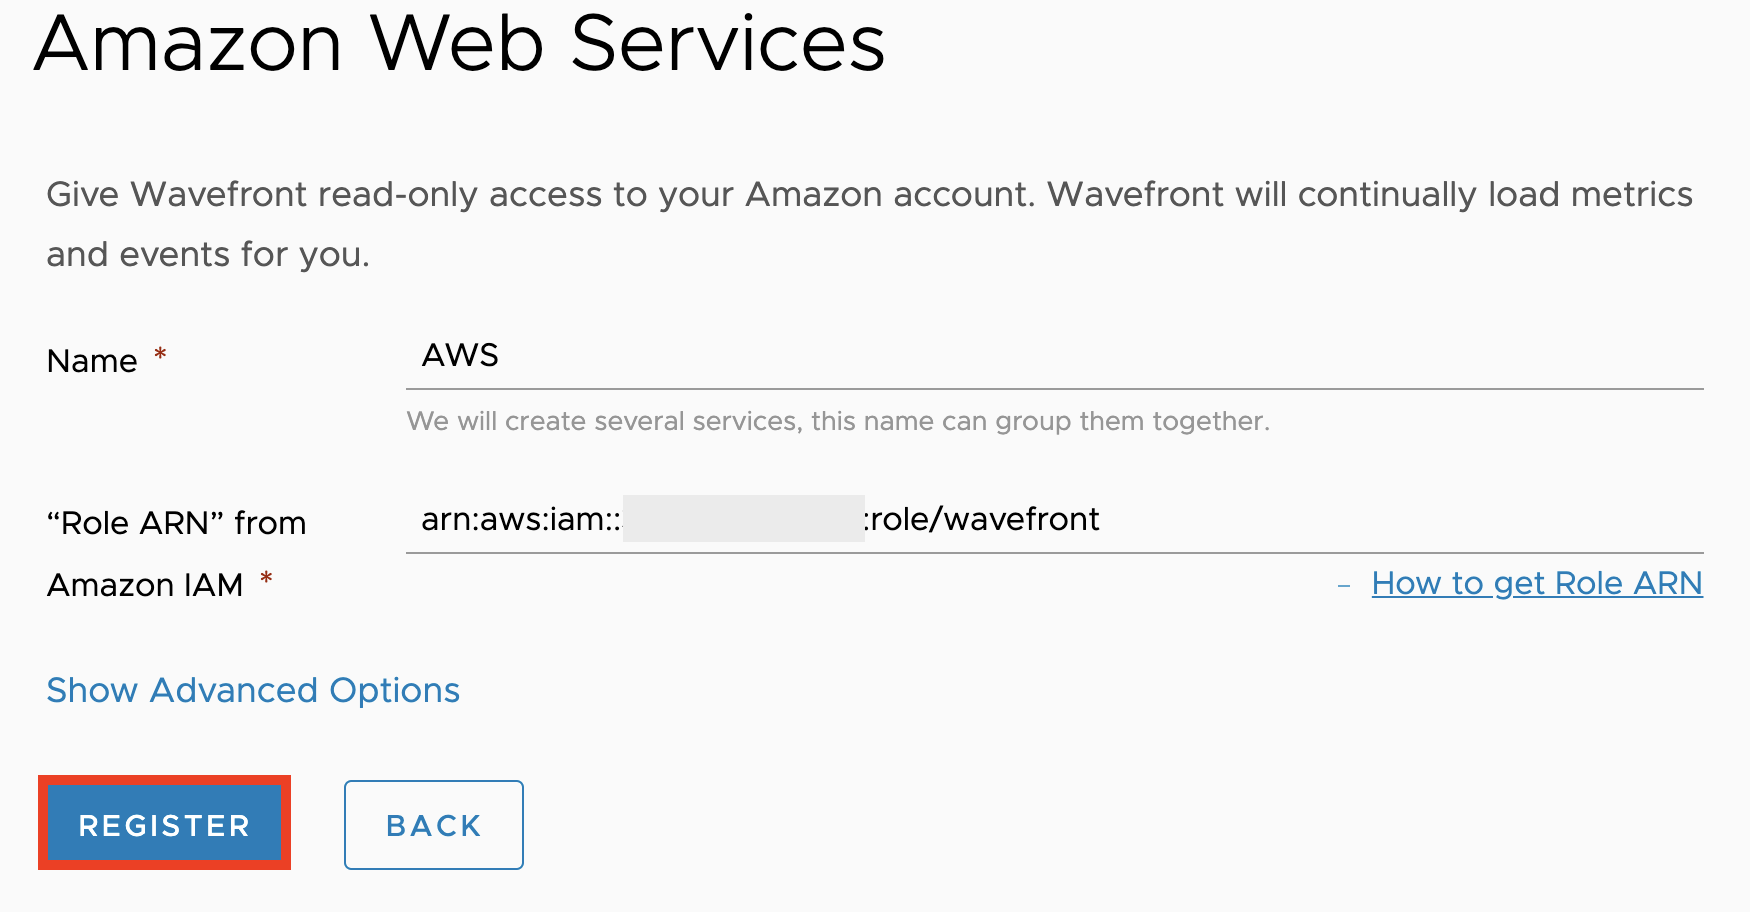 Amazon Web Services
Give Wavefront read-only access to your Amazon account. Wavefront will continually load metrics
and events for you.
Name *
AWS
We will create several services, this name can group them together.
“Role ARN” from
Amazon IAM *
arn:aws:iam:: :role/wavefront
– How to get Role ARN
Show Advanced Options
REGISTER
BACK